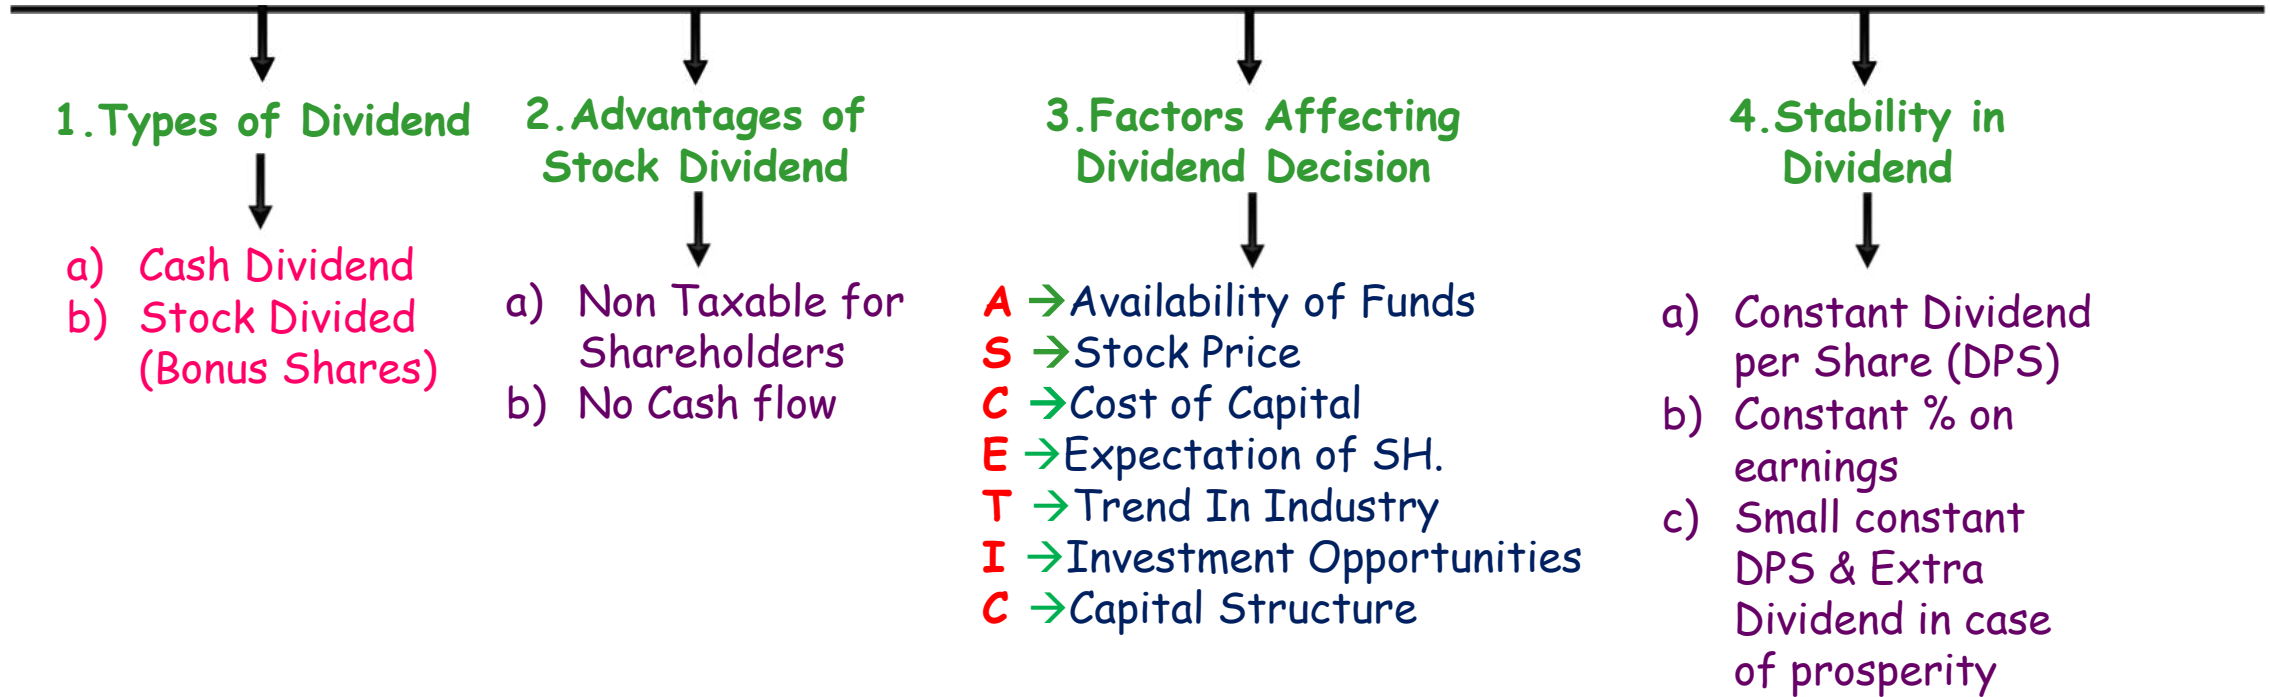 1.Types of Dividend
a) Cash Dividend
b) Stock Divided
(Bonus Shares)
2.Advantages of
Stock Dividend
a) Non Taxable for
Shareholders
b) No Cash flow
3.Factors Affecting
Dividend Decision
A →Availability of Funds
S →Stock Price
C →Cost of Capital
E →Expectation of SH.
T →Trend In Industry
I →Investment Opportunities
C →Capital Structure
4.Stability in
Dividend
a) Constant Dividend
per Share (DPS)
b) Constant % on
earnings
c) Small constant
DPS & Extra
Dividend in case
of prosperity